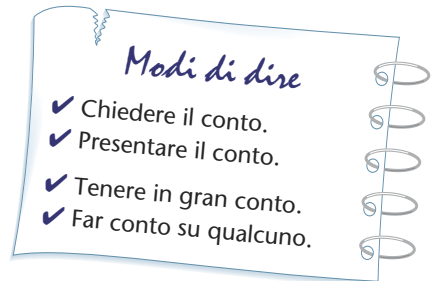 Modi di dire
✔ Chiedere il conto.
✔ Presentare il conto.
✔ Tenere in gran conto.
✔ Far conto su qualcuno.